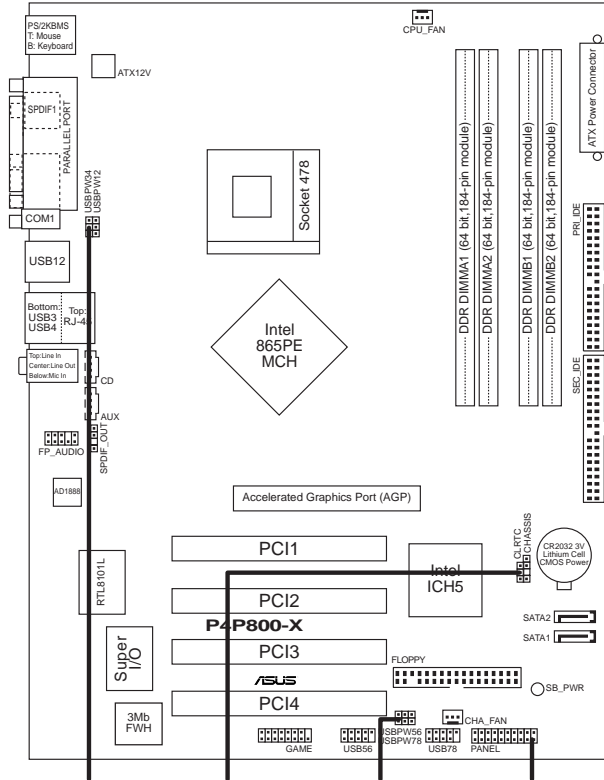 PS/2KBMS
T: Mouse
B: Keyboard
CPU_FAN
ATX12V
ATX Power Connector
SPDIF1
PARALLEL PORT
Socket 478
DDR DIMMA1 (64 bit,184-pin module)
DDR DIMMA2 (64 bit,184-pin module)
DDR DIMMB1 (64 bit,184-pin module)
DDR DIMMB2 (64 bit,184-pin module)
COM1
USBPW34
USBPW12
PRI_IDE
USB12
Bottom:
USB3
USB4
Top:
RJ-45
Intel
865PE
MCH
Top:Line In
Center:Line Out
Below:Mic In
CD
SEC_IDE
AUX
SPDIF_OUT
FP_AUDIO
AD1888
Accelerated Graphics Port (AGP)
PCI1
CLRTC
CHASSIS
CR2032 3V
Lithium Cell
CMOS Power
Intel
ICH5
RTL8101L
PCI2
SATA2
P4P800-X
SATA1
Super
I/O
PCI3
FLOPPY
ASUS
SB_PWR
PCI4
3Mb
FWH
GAME
USB56
USBPW56
USBPW78
CHA_FAN
USB78
PANEL